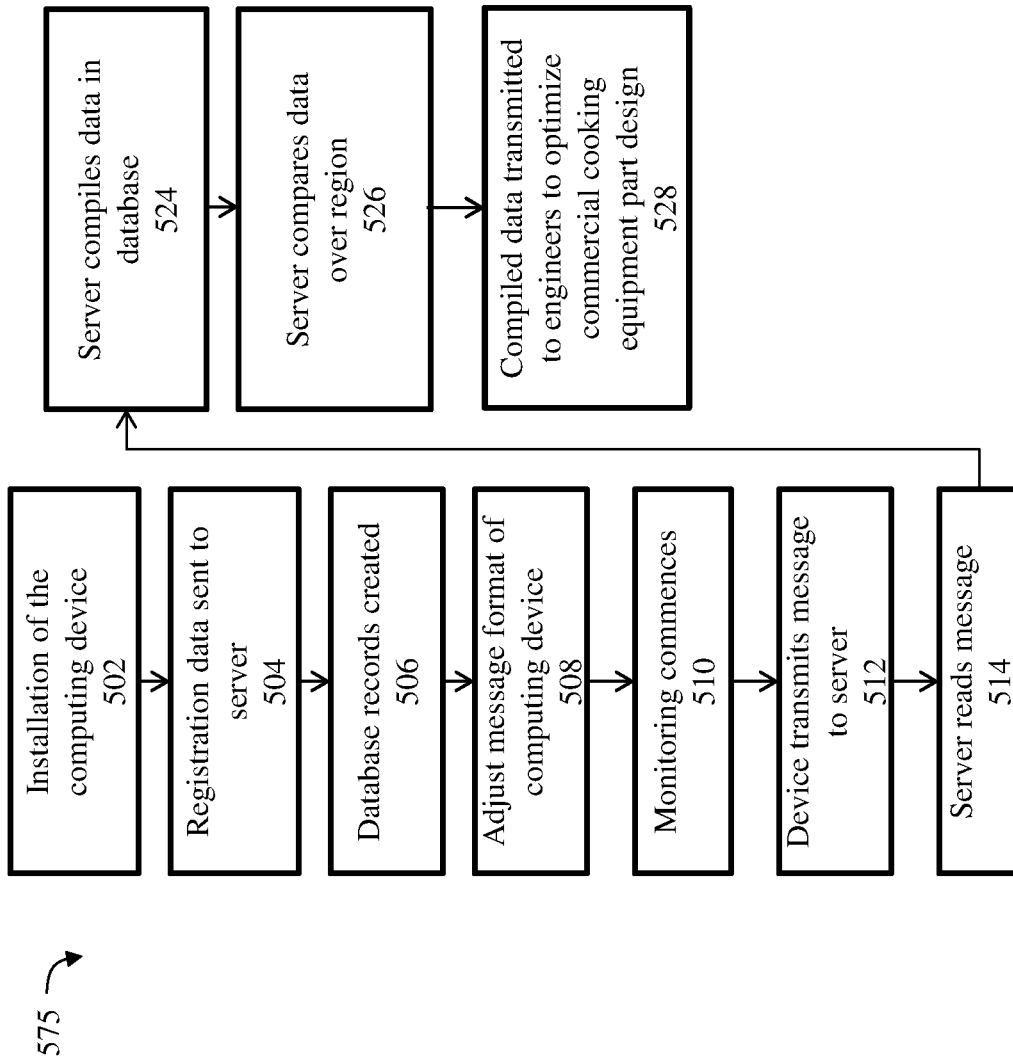 575
Installation of the
computing device
502
Registration data sent to
server
504
Database records created
506
Adjust message format of
computing device
508
Monitoring commences
510
Device transmits message
to server
512
Server reads message
514
Server compiles data in
database
524
Server compares data
over region
526
Compiled data transmitted
to engineers to optimize
commercial cooking
equipment part design
528